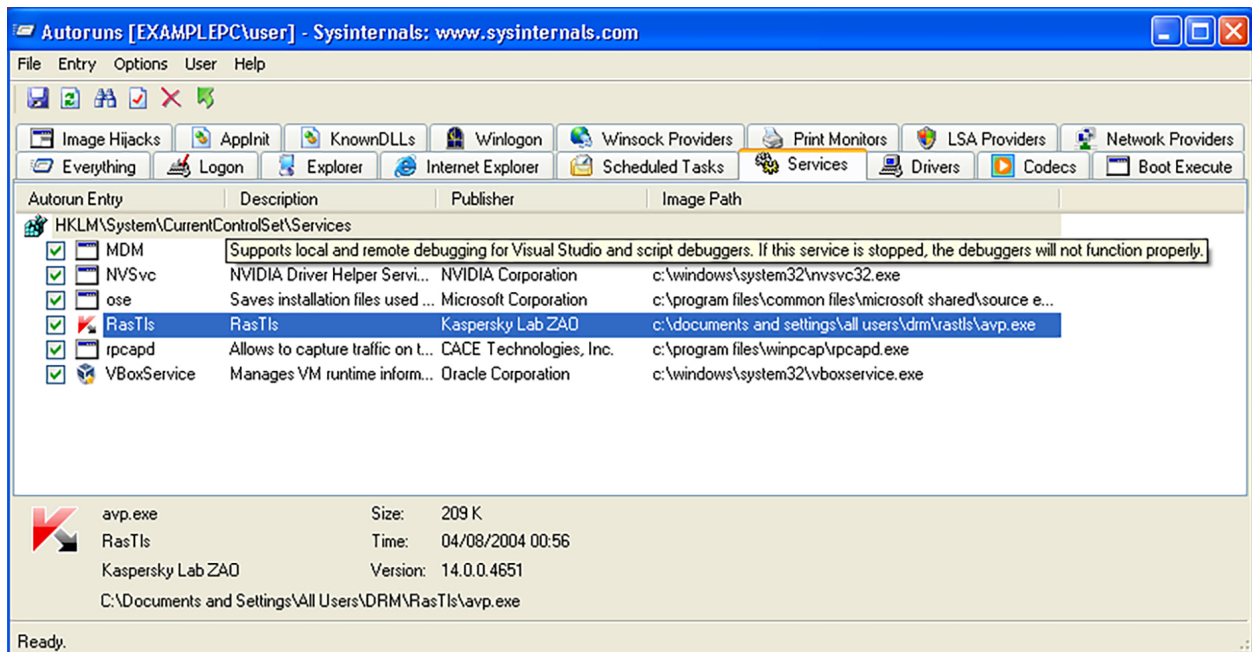 Autoruns [EXAMPLEPC\user] - Sysinternals: www.sysinternals.com
File Entry Options User Help
Image Hijacks AppInit KnownDLLs Winlogon Winsock Providers Print Monitors LSA Providers Network Providers
Everything Logon Explorer Internet Explorer Scheduled Tasks Services Drivers Codecs Boot Execute
Autorun Entry Description Publisher Image Path
HKLM\System\CurrentControlSet\Services
MDM Supports local and remote debugging for Visual Studio and script debuggers. If this service is stopped, the debuggers will not function properly.
NVSvc NVIDIA Driver Helper Servi... NVIDIA Corporation c:\windows\system32\nvsvc32.exe
ose Saves installation files used ... Microsoft Corporation c:\program files\common files\microsoft shared\source e...
RasTls RasTls Kaspersky Lab ZAO c:\documents and settings\all users\drm\rastls\avp.exe
rpcapd Allows to capture traffic on t... CACE Technologies, Inc. c:\program files\winpcap\rpcapd.exe
VBoxService Manages VM runtime inform... Oracle Corporation c:\windows\system32\vboxservice.exe
avp.exe Size: 209 K
RasTls Time: 04/08/2004 00:56
Kaspersky Lab ZAO Version: 14.0.0.4651
C:\Documents and Settings\All Users\DRM\RasTls\avp.exe
Ready.